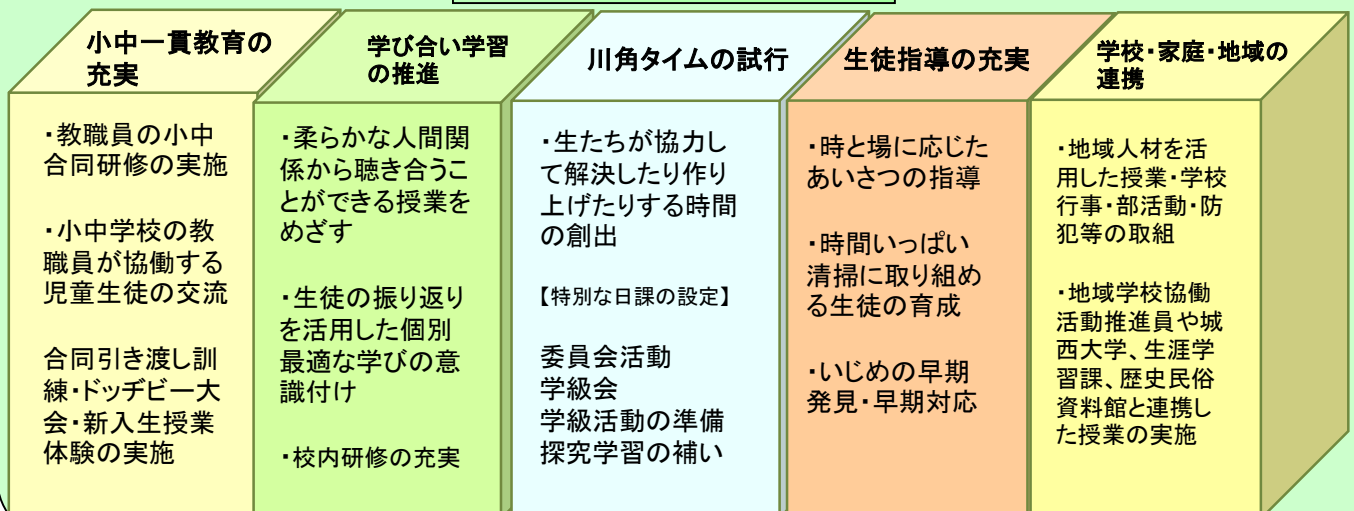 小中一貫教育の
充実
・教職員の小中
合同研修の実施
・小中学校の教
職員が協働する
児童生徒の交流
合同引き渡し訓
練・ドッヂビー大
会・新入生授業
体験の実施
学び合い学習
の推進
・柔らかな人間関
係から聴き合うこ
とができる授業を
めざす
・生徒の振り返り
を活用した個別
最適な学びの意
識付け
・校内研修の充実
川角タイムの試行
・生たちが協力し
て解決したり作り
上げたりする時間
の創出
【特別な日課の設定】
委員会活動
学級会
学級活動の準備
探究学習の補い
生徒指導の充実
・時と場に応じた
あいさつの指導
・時間いっぱい
清掃に取り組め
る生徒の育成
・いじめの早期
発見・早期対応
学校・家庭・地域の
連携
・地域人材を活
用した授業・学校
行事・部活動・防
犯等の取組
・地域学校協働
活動推進員や城
西大学、生涯学
習課、歴史民俗
資料館と連携し
た授業の実施